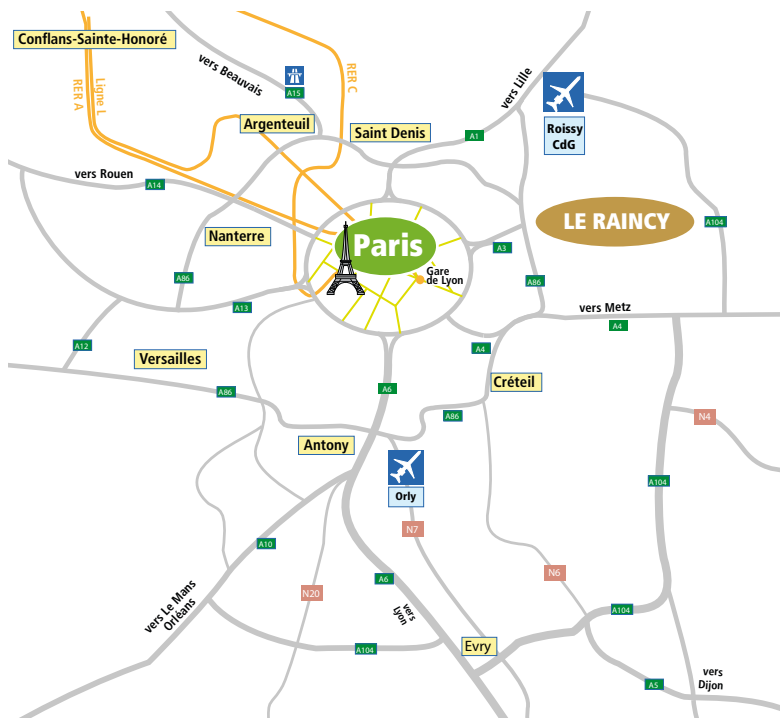 Conflans-Sainte-Honoré
vers Beauvais
A15
RER C
Ligne L
RER A
vers Lille
Argenteuil
Saint Denis
A1
Roissy
CdG
vers Rouen
A14
LE RAINCY
A104
Nanterre
Paris
A3
Gare
de Lyon
A86
A86
A13
vers Metz
A4
A12
Versailles
A4
A6
Créteil
A86
A86
N4
Antony
Orly
A104
N7
A10
N6
A6
N20
vers Le Mans
Orléans
vers
Lyon
A104
A104
Evry
vers
Dijon
A5